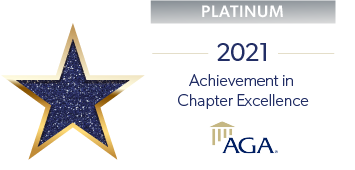 PLATINUM
2021
Achievement in
Chapter Excellence
AGA®